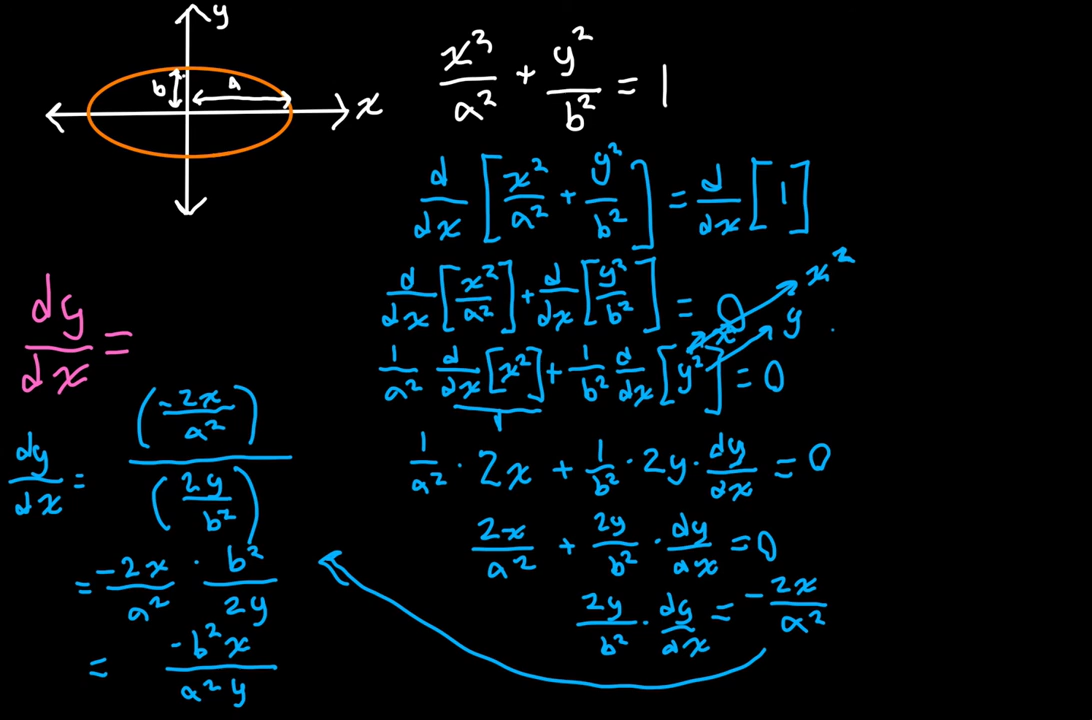 y
b a
x
x²/a² + y²/b² = 1
d/dx [x²/a² + y²/b²] = d/dx [1]
d/dx [x²/a²] + d/dx [y²/b²] = 0
x²
x²
y
1/a² d/dx [x²] + 1/b² d/dx [y²] = 0
1/a² · 2x + 1/b² · 2y · dy/dx = 0
2x/a² + 2y/b² · dy/dx = 0
2y/b² · dy/dx = -2x/a²
dy/dx =
dy/dx = (-2x/a²) / (2y/b²)
= -2x/a² · b²/2y
= -b²x/a²y